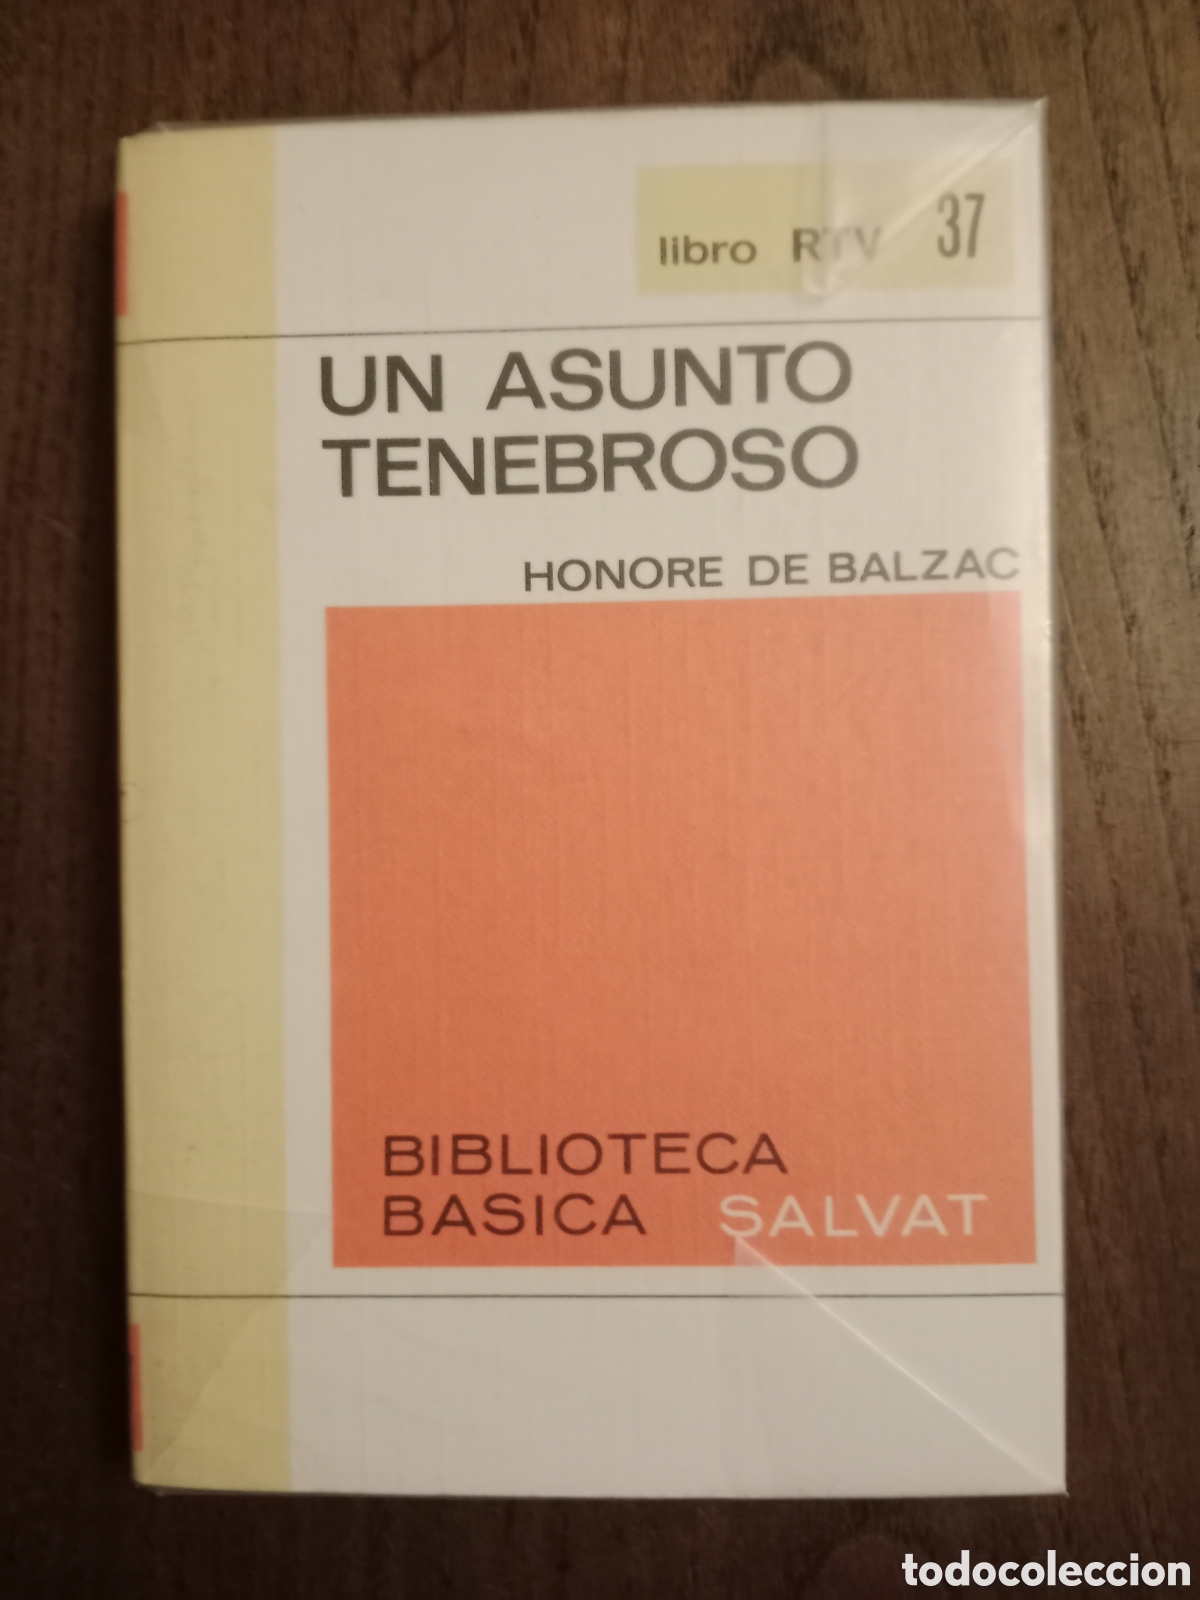 libro RTV 37
UN ASUNTO
TENEBROSO
HONORE DE BALZAC
BIBLIOTECA
BASICA SALVAT
todocoleccion